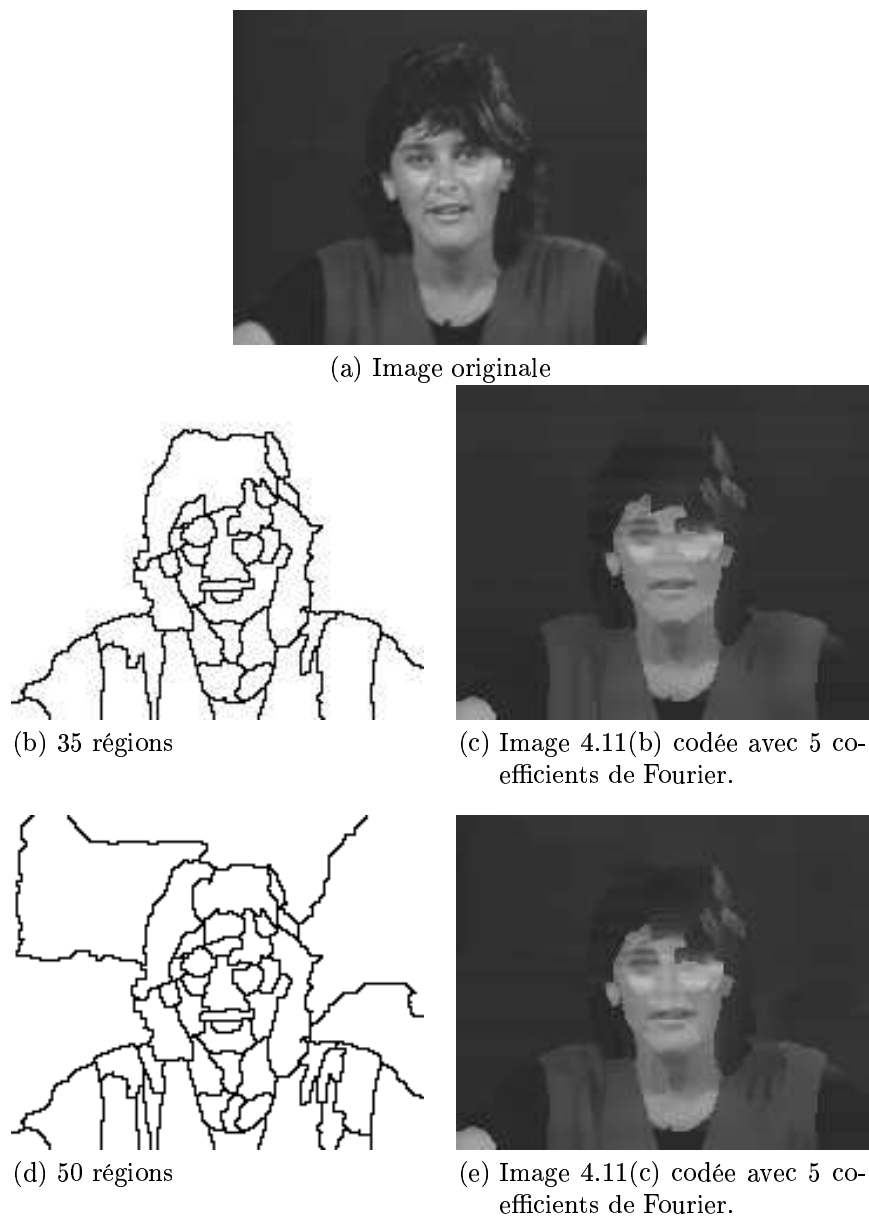 (a) Image originale
(b) 35 régions
(c) Image 4.11(b) codée avec 5 co-
efficients de Fourier.
(d) 50 régions
(e) Image 4.11(c) codée avec 5 co-
efficients de Fourier.